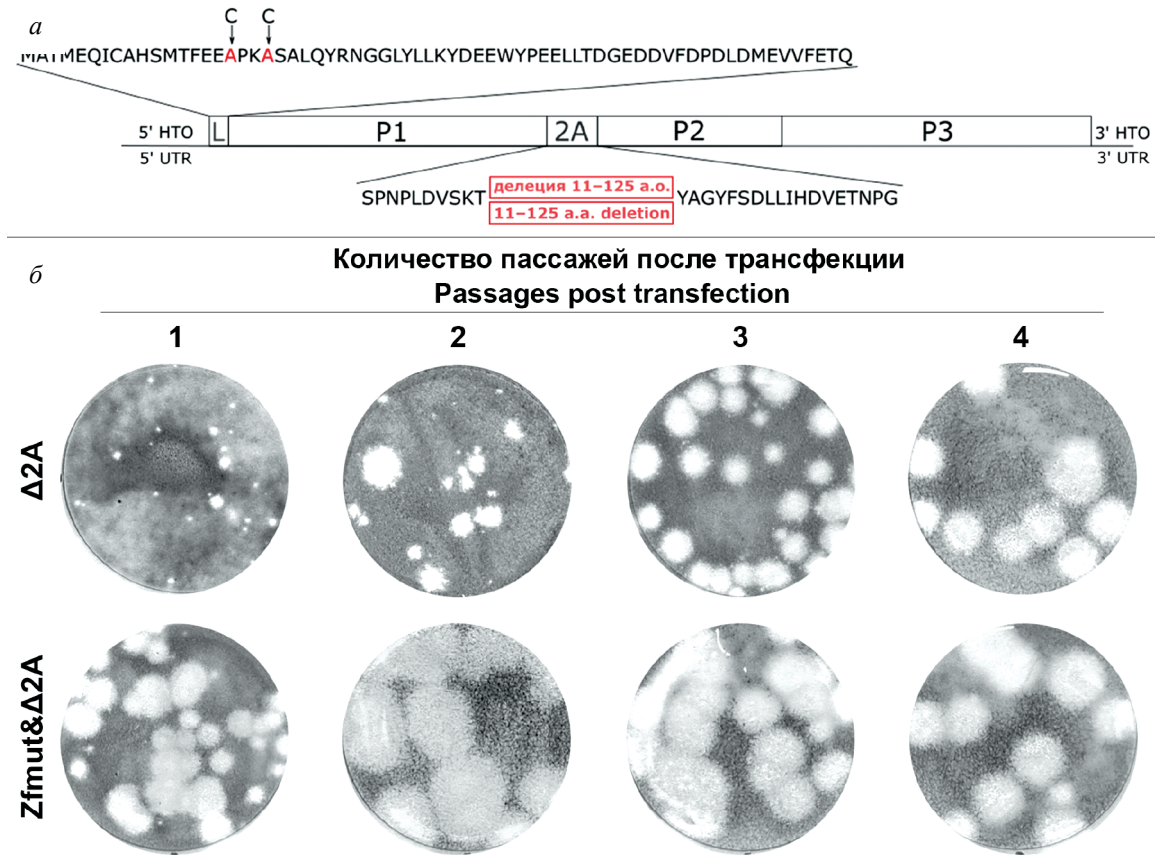 а
C C
MATMEQICAHSMTFEEAPKASALQYRNGGLYLLKYDEEWYPEELLTDGEDDVFDPDLDMEVVFETQ
5' НТО L P1 2A P2 P3 3' НТО
5' UTR 3' UTR
SPNPLDVSKT делеция 11–125 а.о. YAGYFSDLLIHDVETNPG
11–125 a.a. deletion
б
Количество пассажей после трансфекции
Passages post transfection
1 2 3 4
Δ2A
Zfmut&Δ2A